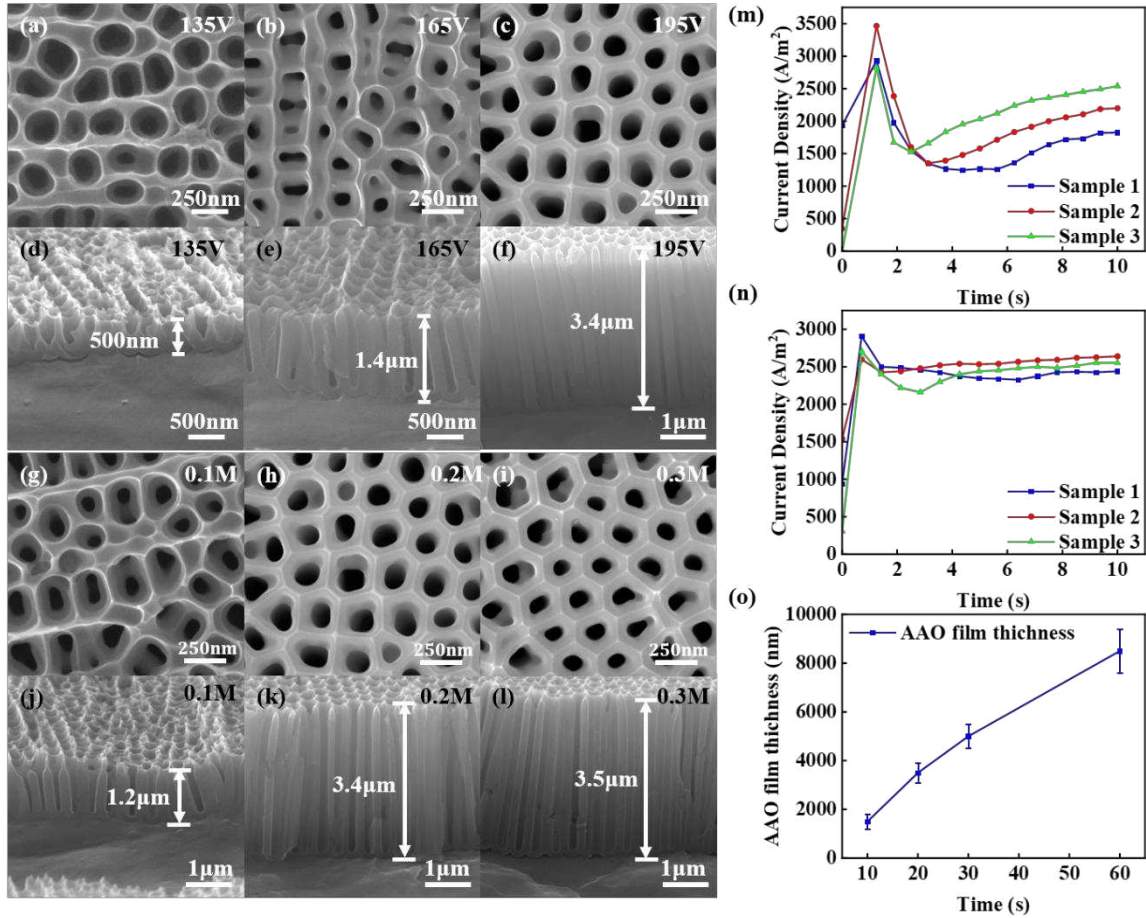 (a) 135V
250nm
(b) 165V
250nm
(c) 195V
250nm
(d) 135V
500nm
500nm
(e) 165V
1.4μm
500nm
(f) 195V
3.4μm
1μm
(g) 0.1M
250nm
(h) 0.2M
250nm
(i) 0.3M
250nm
(j) 0.1M
1.2μm
1μm
(k) 0.2M
3.4μm
1μm
(l) 0.3M
3.5μm
1μm
(m)
Current Density (A/m²)
3500
3000
2500
2000
1500
1000
500
0
Sample 1
Sample 2
Sample 3
0 2 4 6 8 10
Time (s)
(n)
Current Density (A/m²)
3000
2500
2000
1500
1000
500
0
Sample 1
Sample 2
Sample 3
0 2 4 6 8 10
Time (s)
(o)
AAO film thichness (nm)
10000
8000
6000
4000
2000
0
AAO film thichness
10 20 30 40 50 60
Time (s)